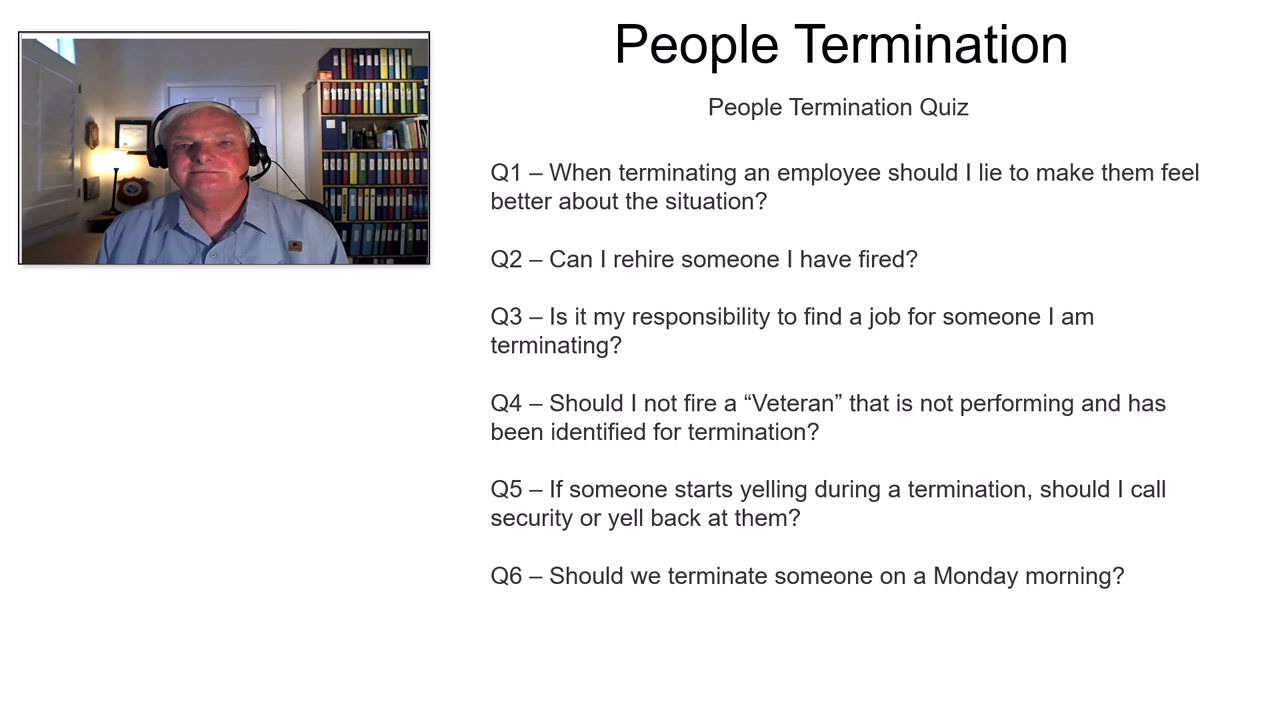 People Termination
People Termination Quiz
Q1 – When terminating an employee should I lie to make them feel
better about the situation?
Q2 – Can I rehire someone I have fired?
Q3 – Is it my responsibility to find a job for someone I am
terminating?
Q4 – Should I not fire a “Veteran” that is not performing and has
been identified for termination?
Q5 – If someone starts yelling during a termination, should I call
security or yell back at them?
Q6 – Should we terminate someone on a Monday morning?